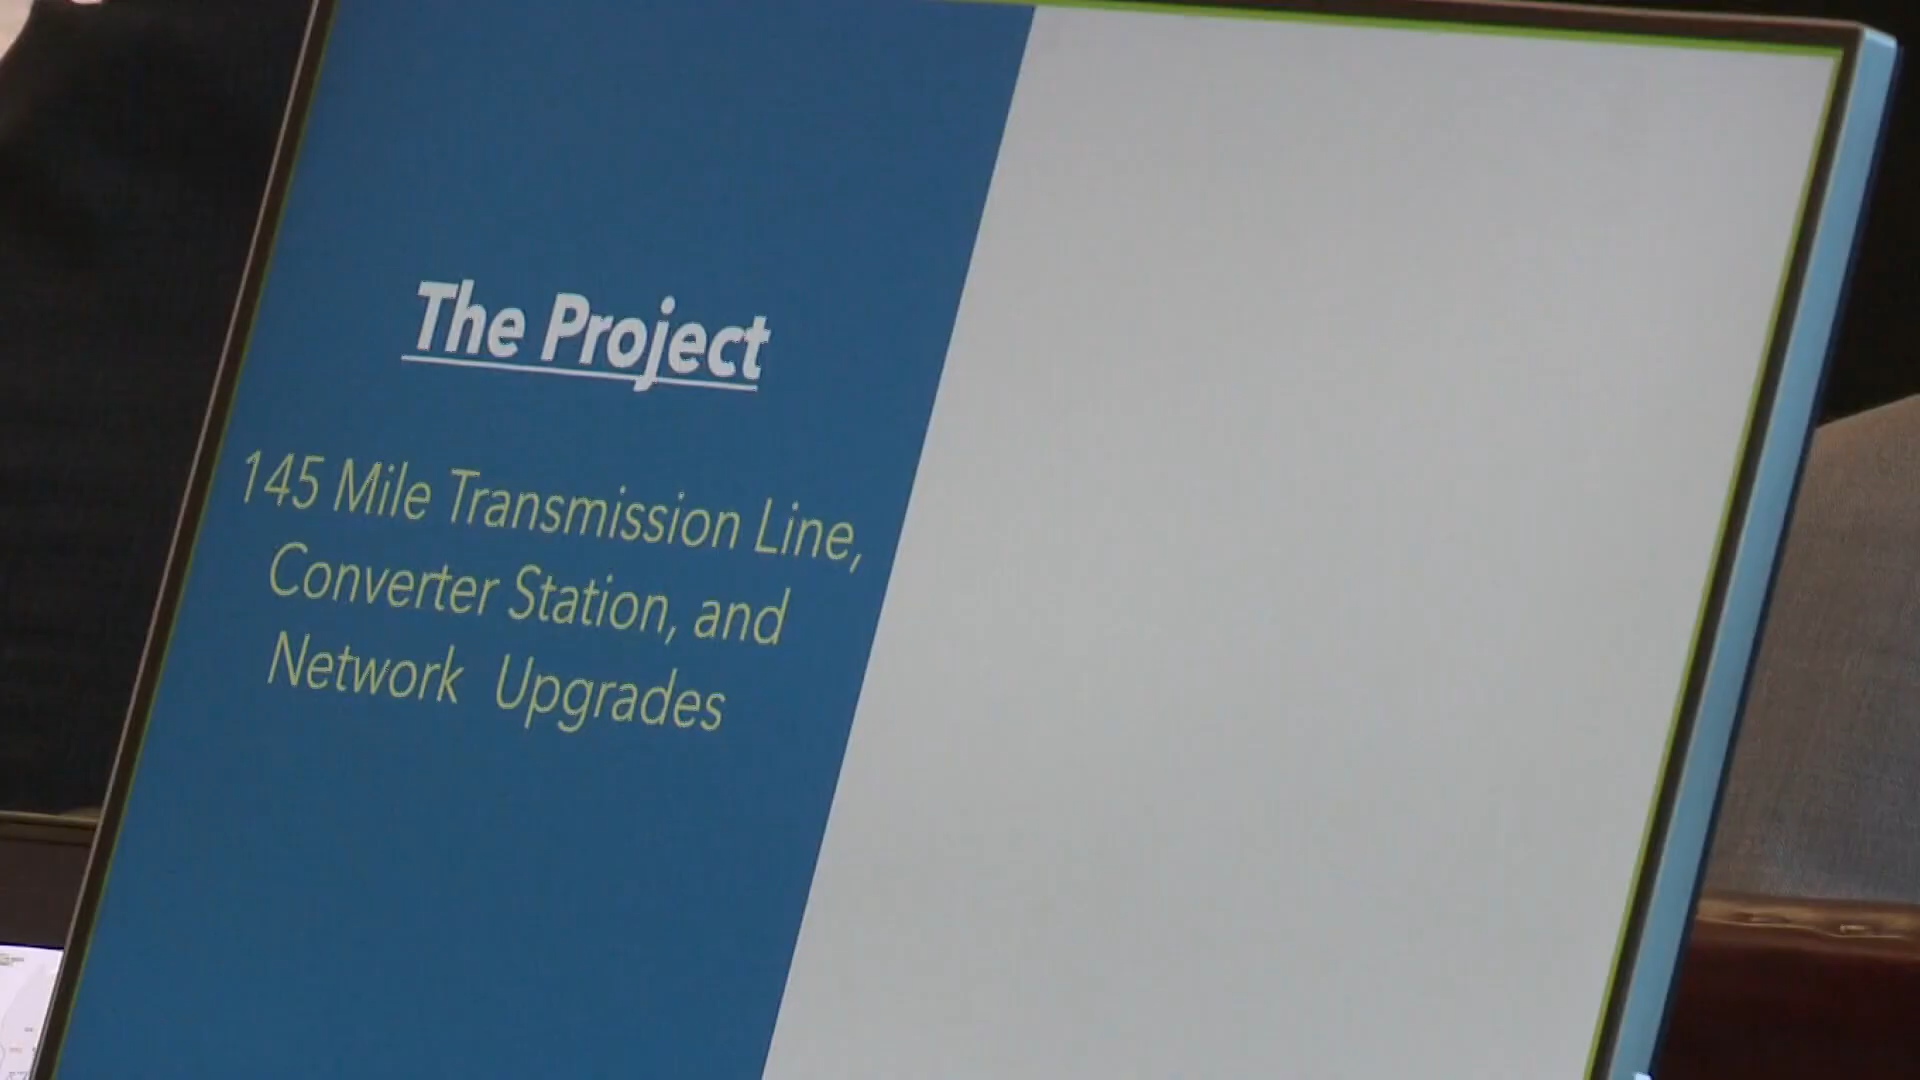 The Project
145 Mile Transmission Line,
Converter Station, and
Network Upgrades